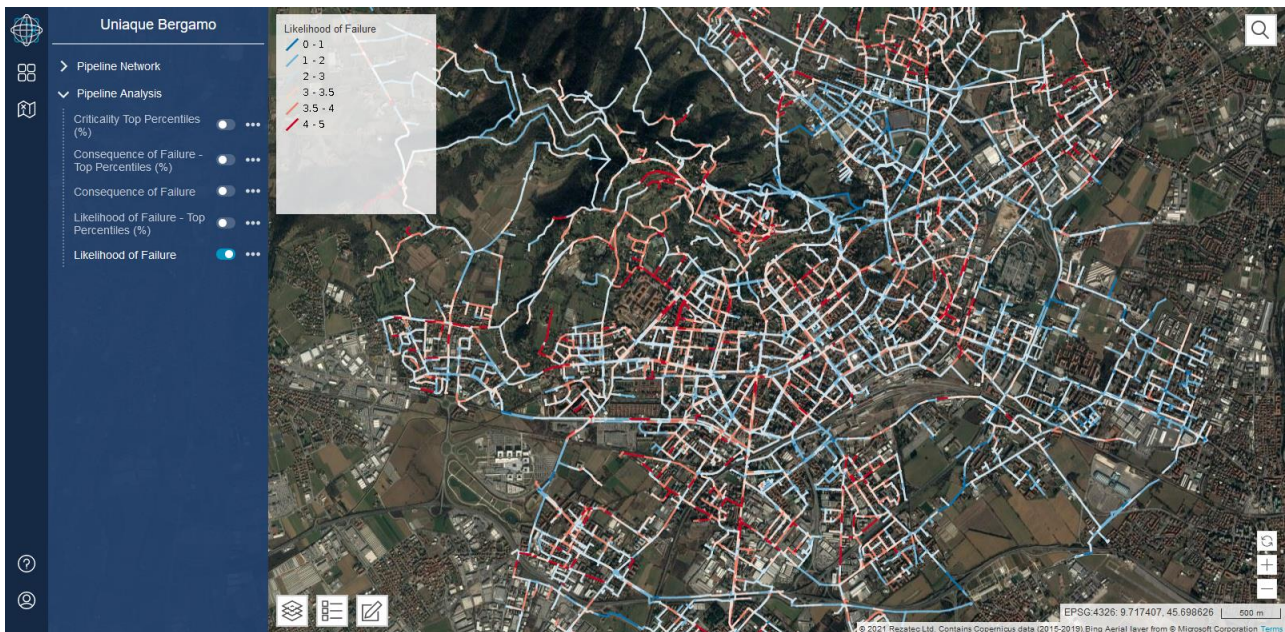 Uniaque Bergamo
Pipeline Network
Pipeline Analysis
Criticality Top Percentiles
(%)
Consequence of Failure -
Top Percentiles (%)
Consequence of Failure
Likelihood of Failure - Top
Percentiles (%)
Likelihood of Failure
Likelihood of Failure
0 - 1
1 - 2
2 - 3
3 - 3.5
3.5 - 4
4 - 5
EPSG:4326: 9.717407, 45.698626
500 m
© 2021 Rezatec Ltd. Contains Copernicus data (2015-2019) Bing Aerial layer from © Microsoft Corporation Terms